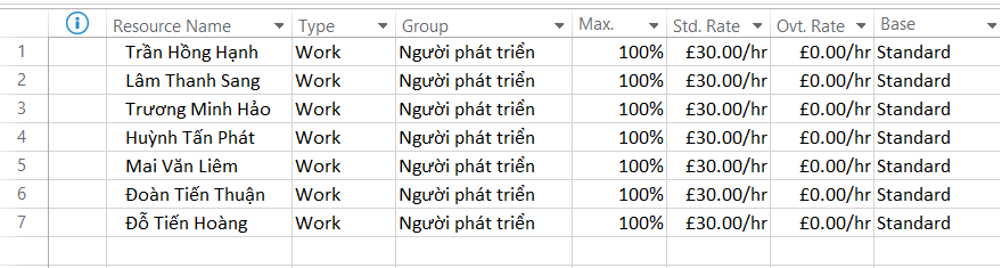 Resource Name Type Group Max. Std. Rate Ovt. Rate Base
1 Trần Hồng Hạnh Work Người phát triển 100% £30.00/hr £0.00/hr Standard
2 Lâm Thanh Sang Work Người phát triển 100% £30.00/hr £0.00/hr Standard
3 Trương Minh Hảo Work Người phát triển 100% £30.00/hr £0.00/hr Standard
4 Huỳnh Tấn Phát Work Người phát triển 100% £30.00/hr £0.00/hr Standard
5 Mai Văn Liêm Work Người phát triển 100% £30.00/hr £0.00/hr Standard
6 Đoàn Tiến Thuận Work Người phát triển 100% £30.00/hr £0.00/hr Standard
7 Đỗ Tiến Hoàng Work Người phát triển 100% £30.00/hr £0.00/hr Standard